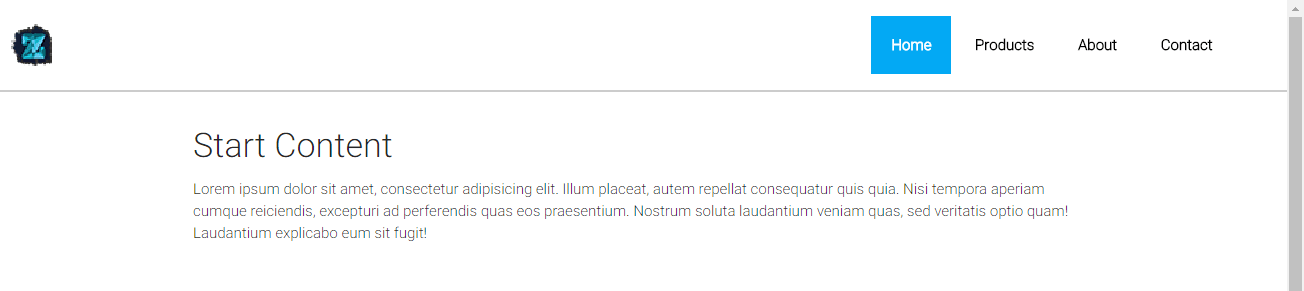 Home Products About Contact
Start Content
Lorem ipsum dolor sit amet, consectetur adipisicing elit. Illum placeat, autem repellat consequatur quis quia. Nisi tempora aperiam
cumque reiciendis, excepturi ad perferendis quas eos praesentium. Nostrum soluta laudantium veniam quas, sed veritatis optio quam!
Laudantium explicabo eum sit fugit!